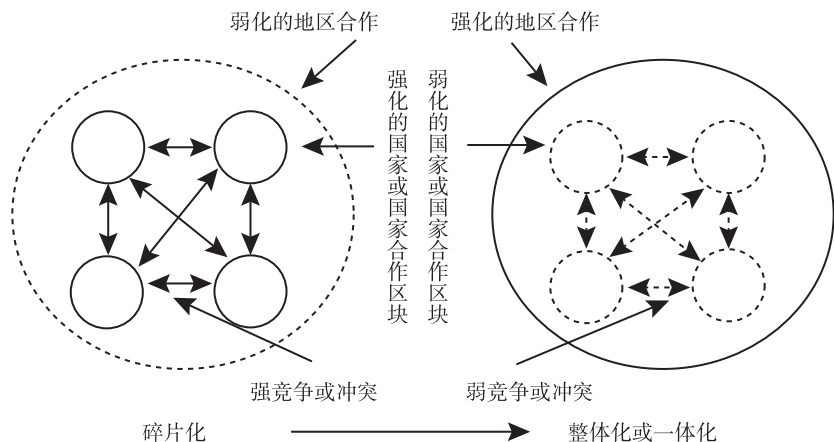 弱化的地区合作
强化的地区合作
强化的国家或国家合作区块
弱化的国家或国家合作区块
强竞争或冲突
弱竞争或冲突
碎片化
整体化或一体化